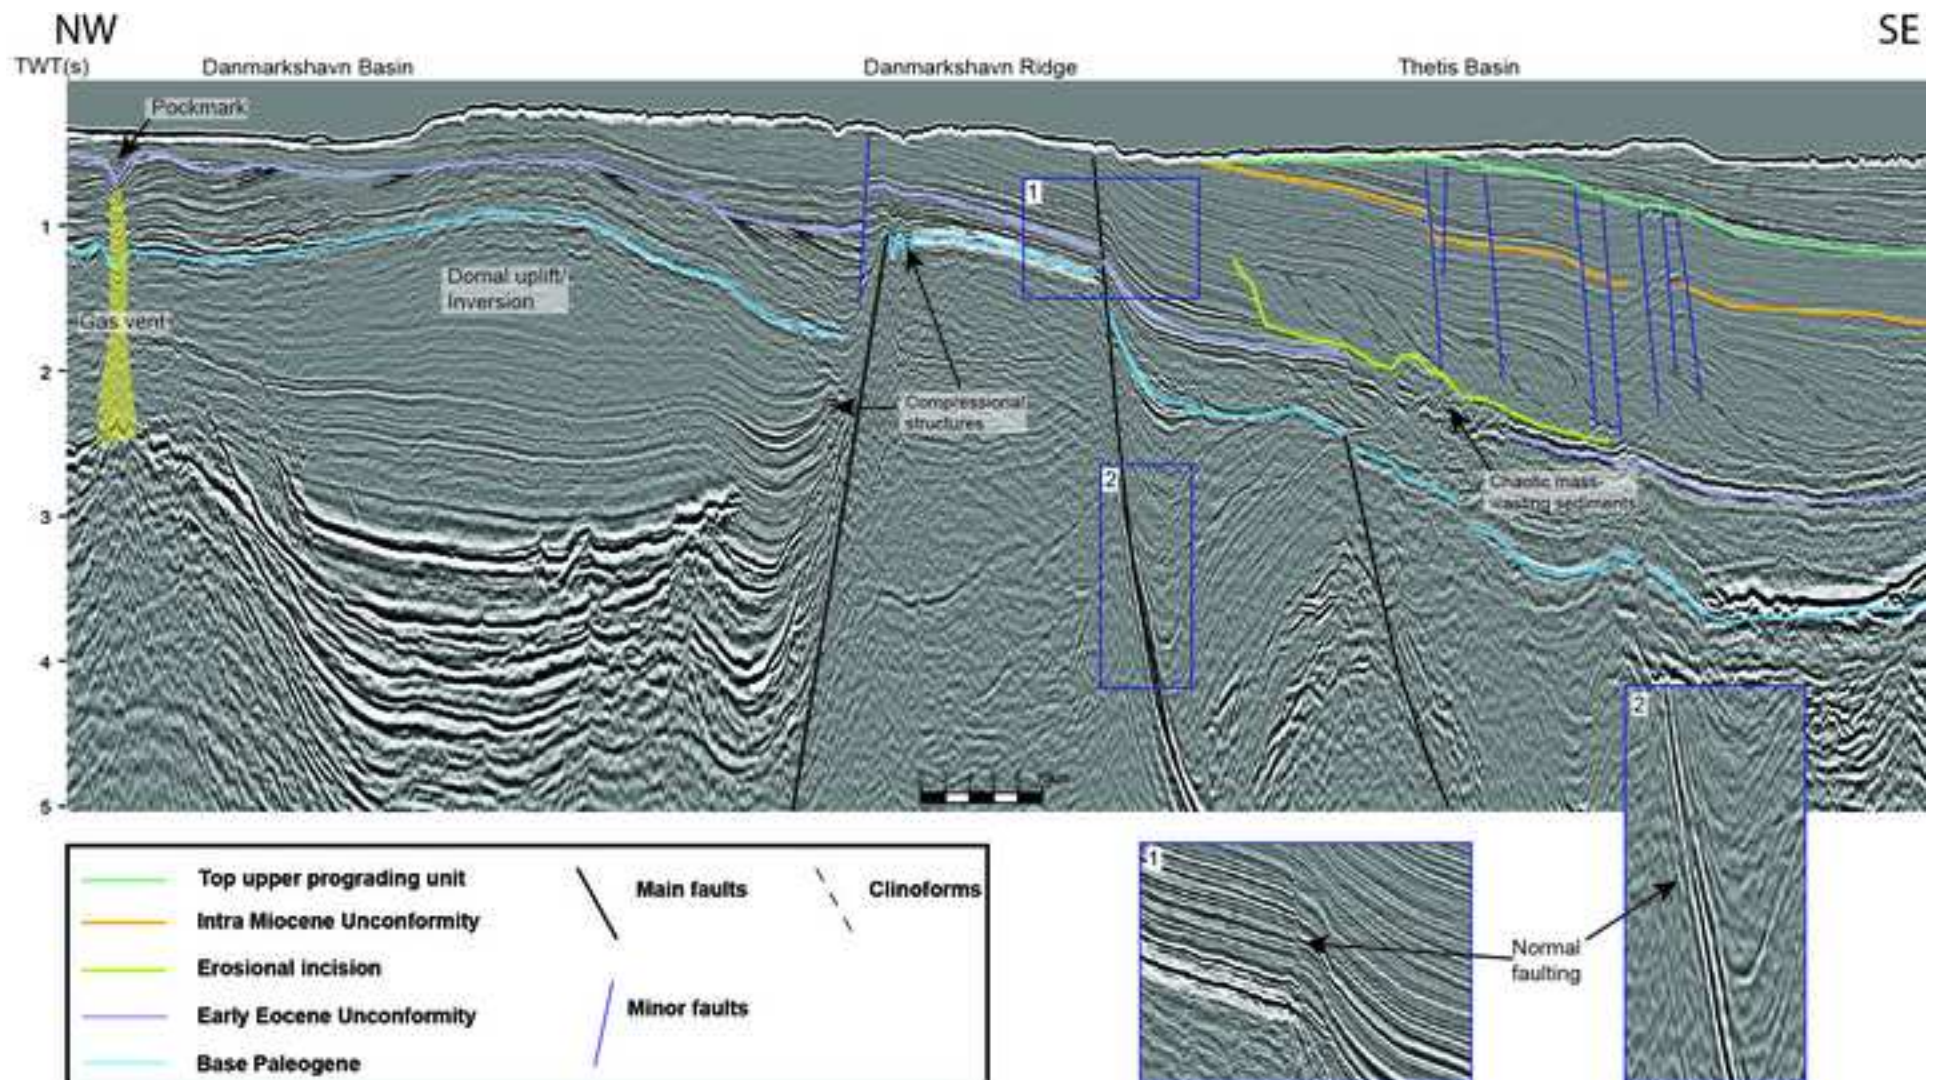 NW
SE
TWT(s)
Danmarkshavn Basin
Danmarkshavn Ridge
Thetis Basin
Pockmark
1
1
Domal uplift/
Inversion
Gas vent
2
Compressional
structures
2
Chaotic mass-
wasting sediments
3
4
2
5
Top upper prograding unit
Main faults
Clinoforms
Intra Miocene Unconformity
Erosional incision
Early Eocene Unconformity
Minor faults
Base Paleogene
1
Normal
faulting